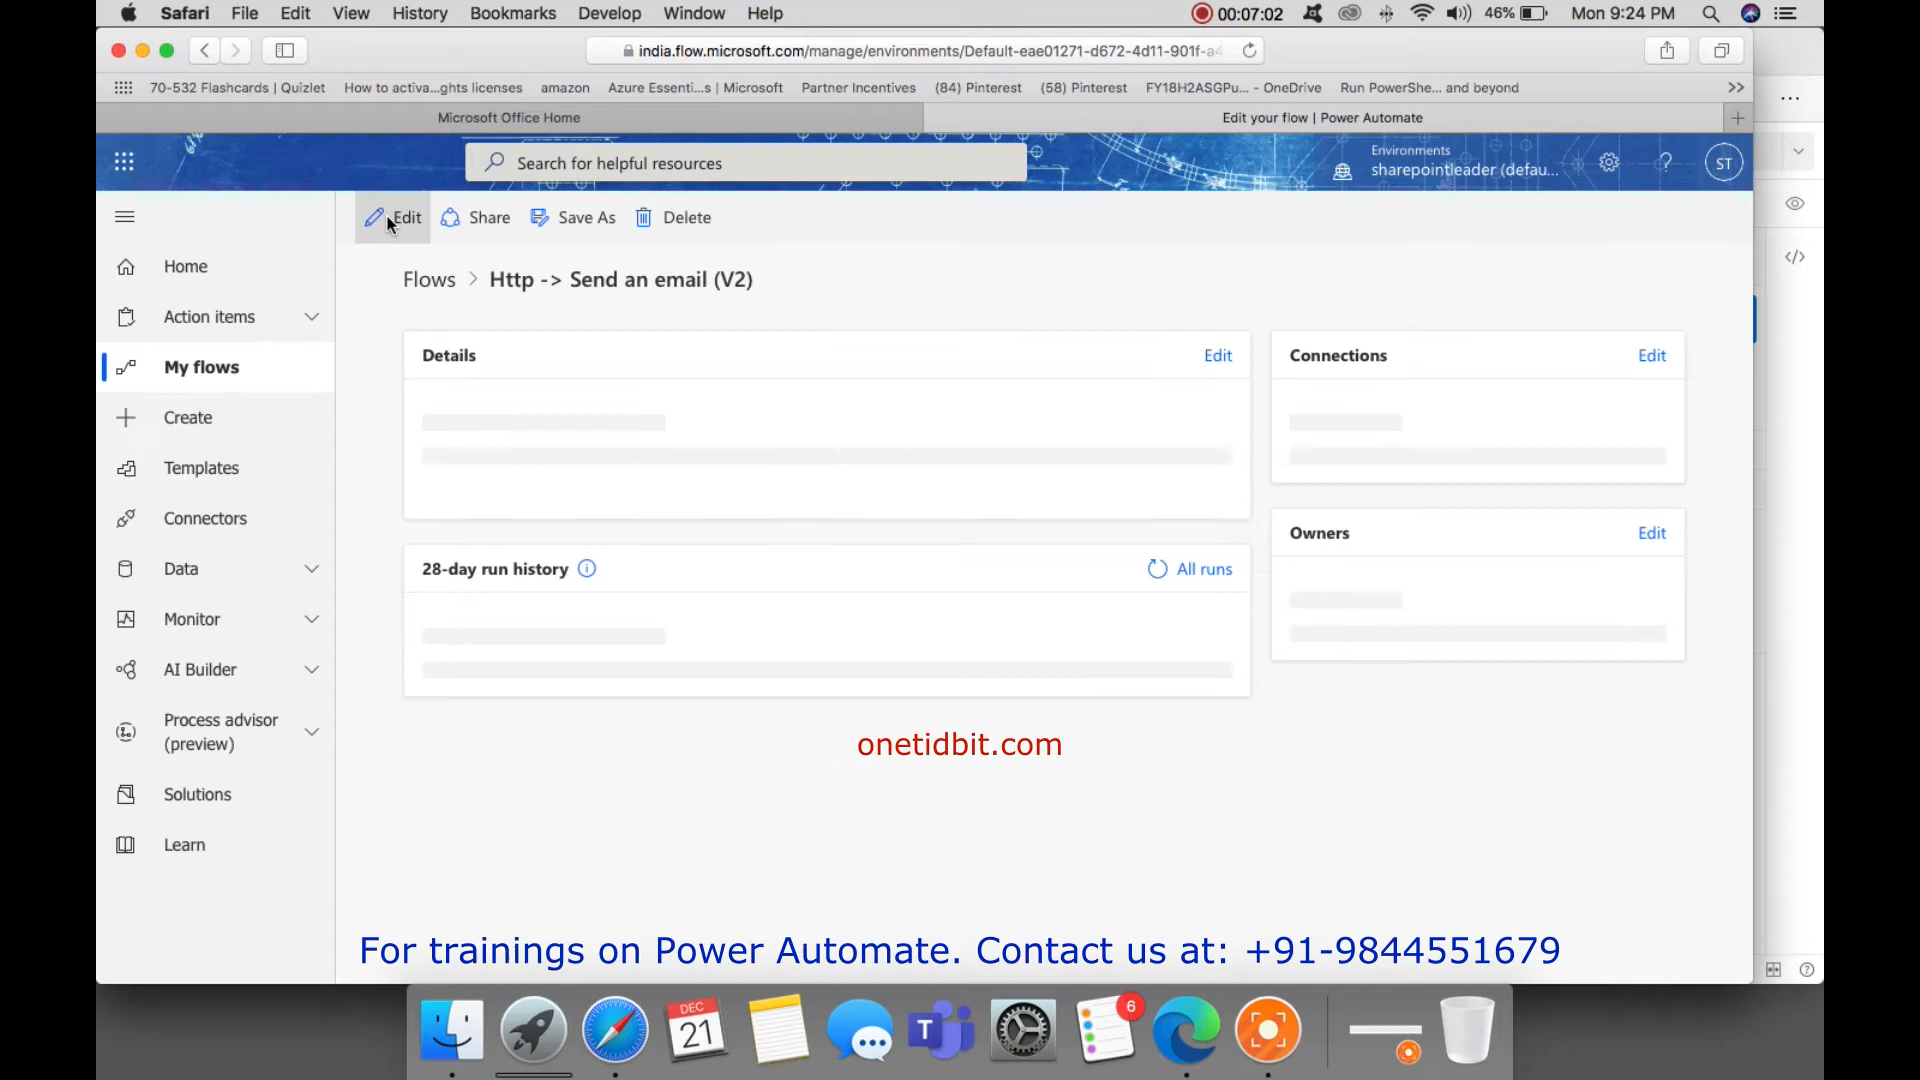 Safari File Edit View History Bookmarks Develop Window Help 00:07:02 46% Mon 9:24 PM
india.flow.microsoft.com/manage/environments/Default-eae01271-d672-4d11-901f-a4
70-532 Flashcards | Quizlet How to activa...ghts licenses amazon Azure Essenti...s | Microsoft Partner Incentives (84) Pinterest (58) Pinterest FY18H2ASGPu... - OneDrive Run PowerShe... and beyond >>
Microsoft Office Home Edit your flow | Power Automate
Search for helpful resources
Environments
sharepointleader (defau...
ST
Edit Share Save As Delete
Flows > Http -> Send an email (V2)
Home
Action items
My flows
Create
Templates
Connectors
Data
Monitor
AI Builder
Process advisor
(preview)
Solutions
Learn
Details Edit
Connections Edit
28-day run history All runs
Owners Edit
onetidbit.com
For trainings on Power Automate. Contact us at: +91-9844551679
DEC
21
T
6